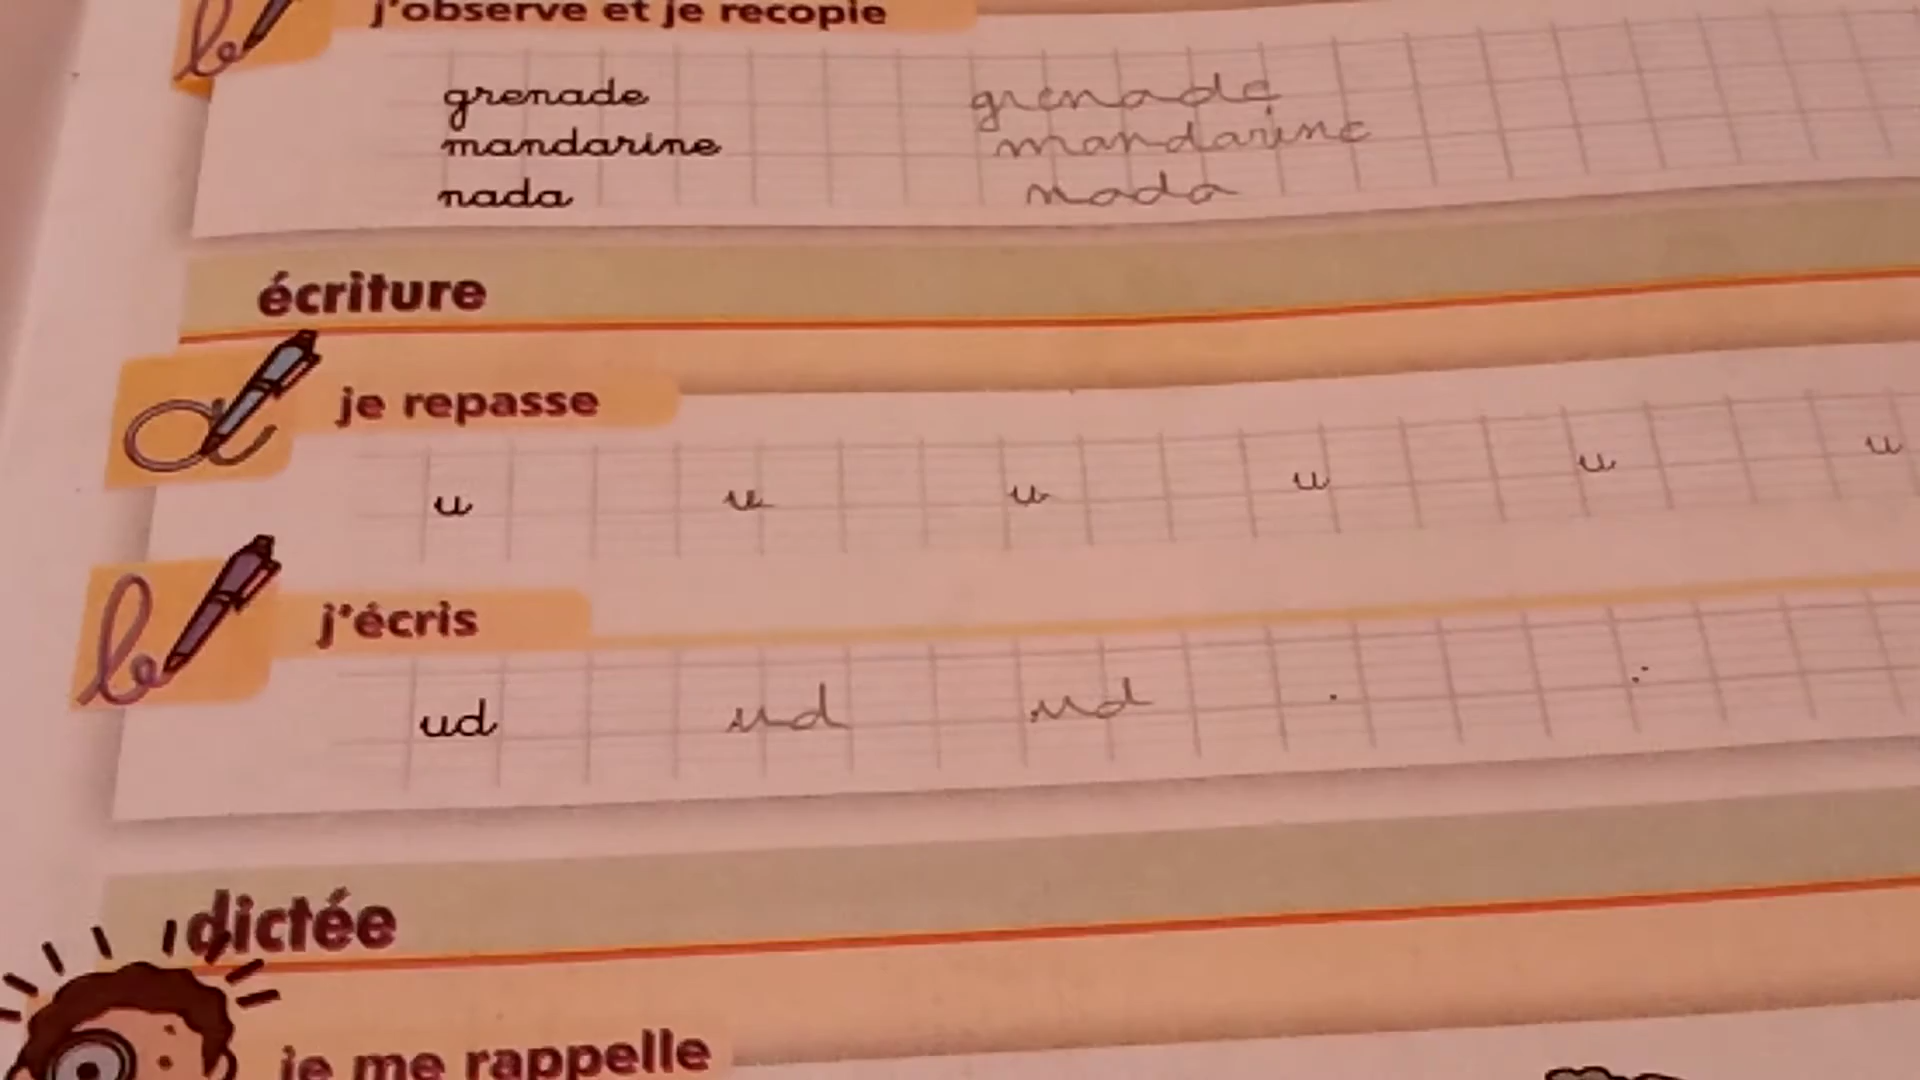 j'observe et je recopie
grenade grenade
mandarine mandarine
nada nada
écriture
je repasse
u u u u u u
j'écris
ud ud ud
dictée
je me rappelle